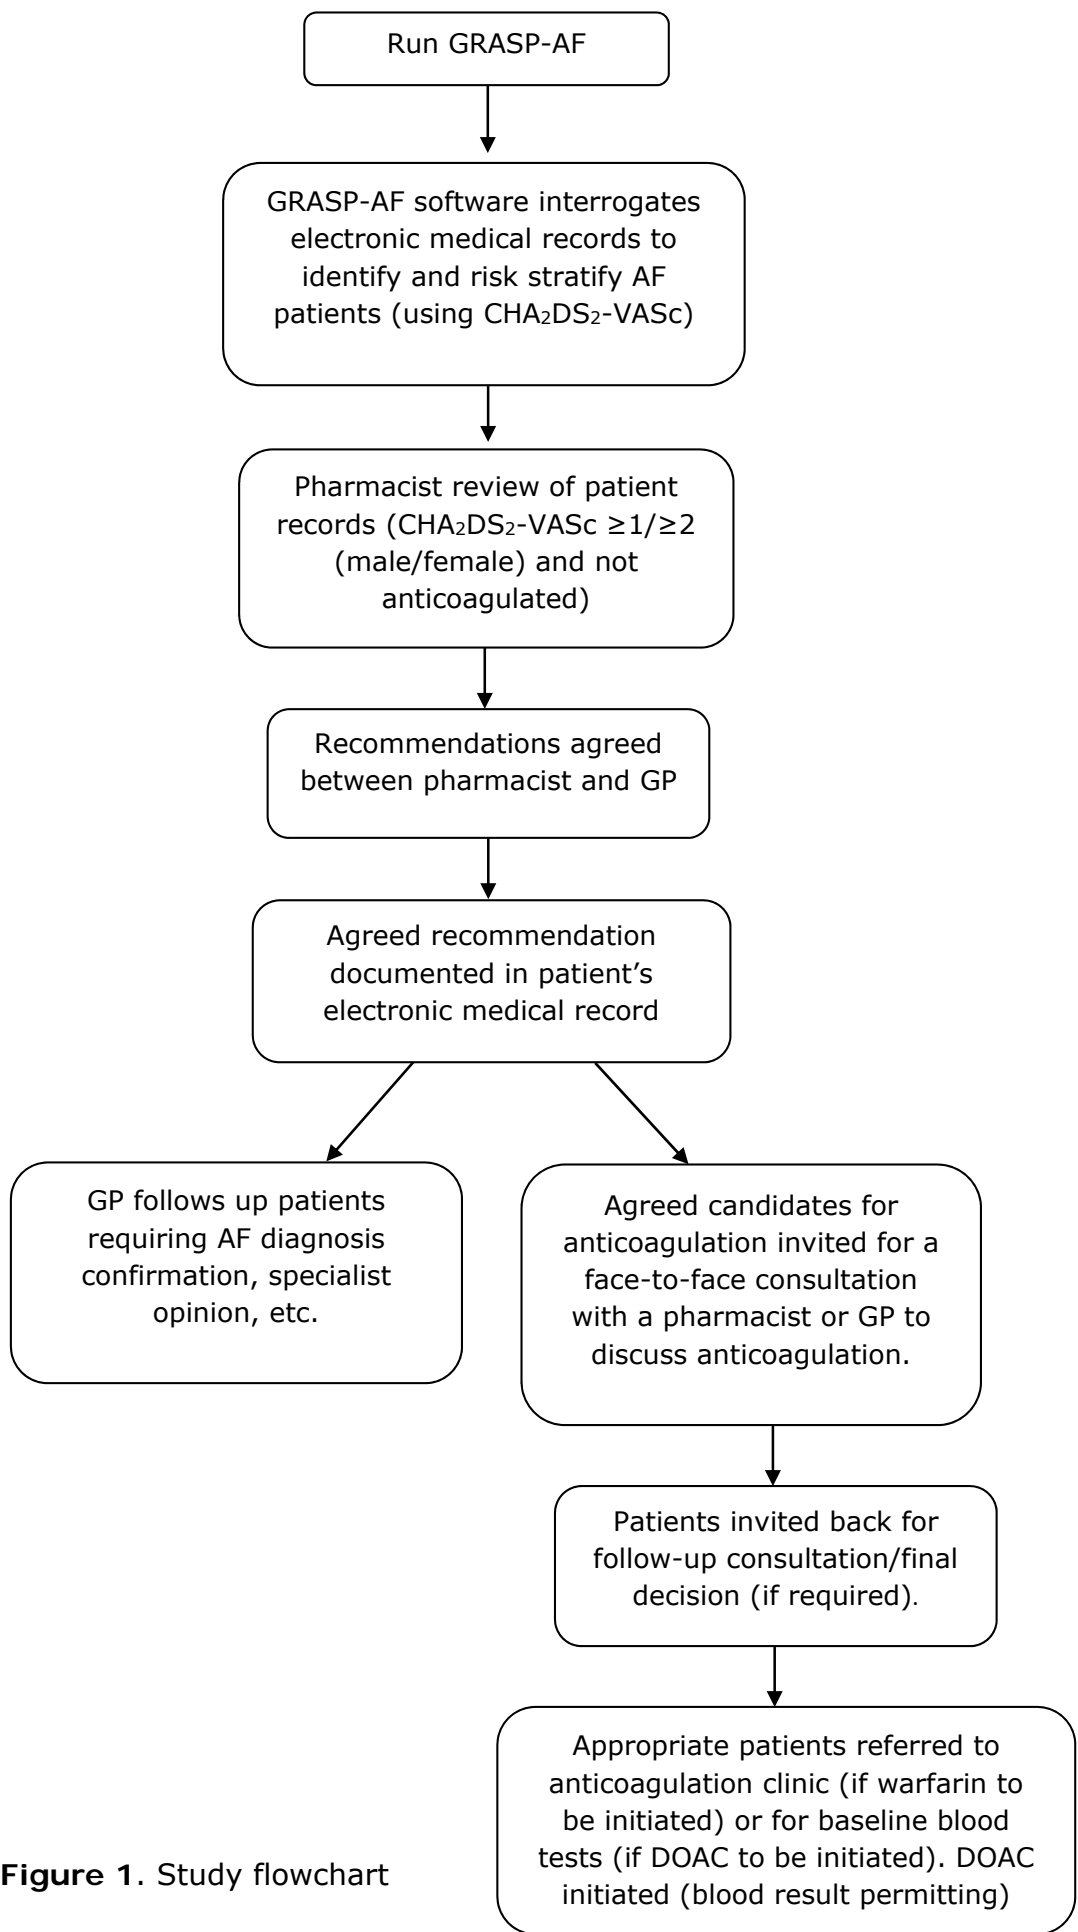 Run GRASP-AF
GRASP-AF software interrogates
electronic medical records to
identify and risk stratify AF
patients (using CHA₂DS₂-VASc)
Pharmacist review of patient
records (CHA₂DS₂-VASc ≥1/≥2
(male/female) and not
anticoagulated)
Recommendations agreed
between pharmacist and GP
Agreed recommendation
documented in patient’s
electronic medical record
GP follows up patients
requiring AF diagnosis
confirmation, specialist
opinion, etc.
Agreed candidates for
anticoagulation invited for a
face-to-face consultation
with a pharmacist or GP to
discuss anticoagulation.
Patients invited back for
follow-up consultation/final
decision (if required).
Appropriate patients referred to
anticoagulation clinic (if warfarin to
be initiated) or for baseline blood
tests (if DOAC to be initiated). DOAC
initiated (blood result permitting)
Figure 1. Study flowchart